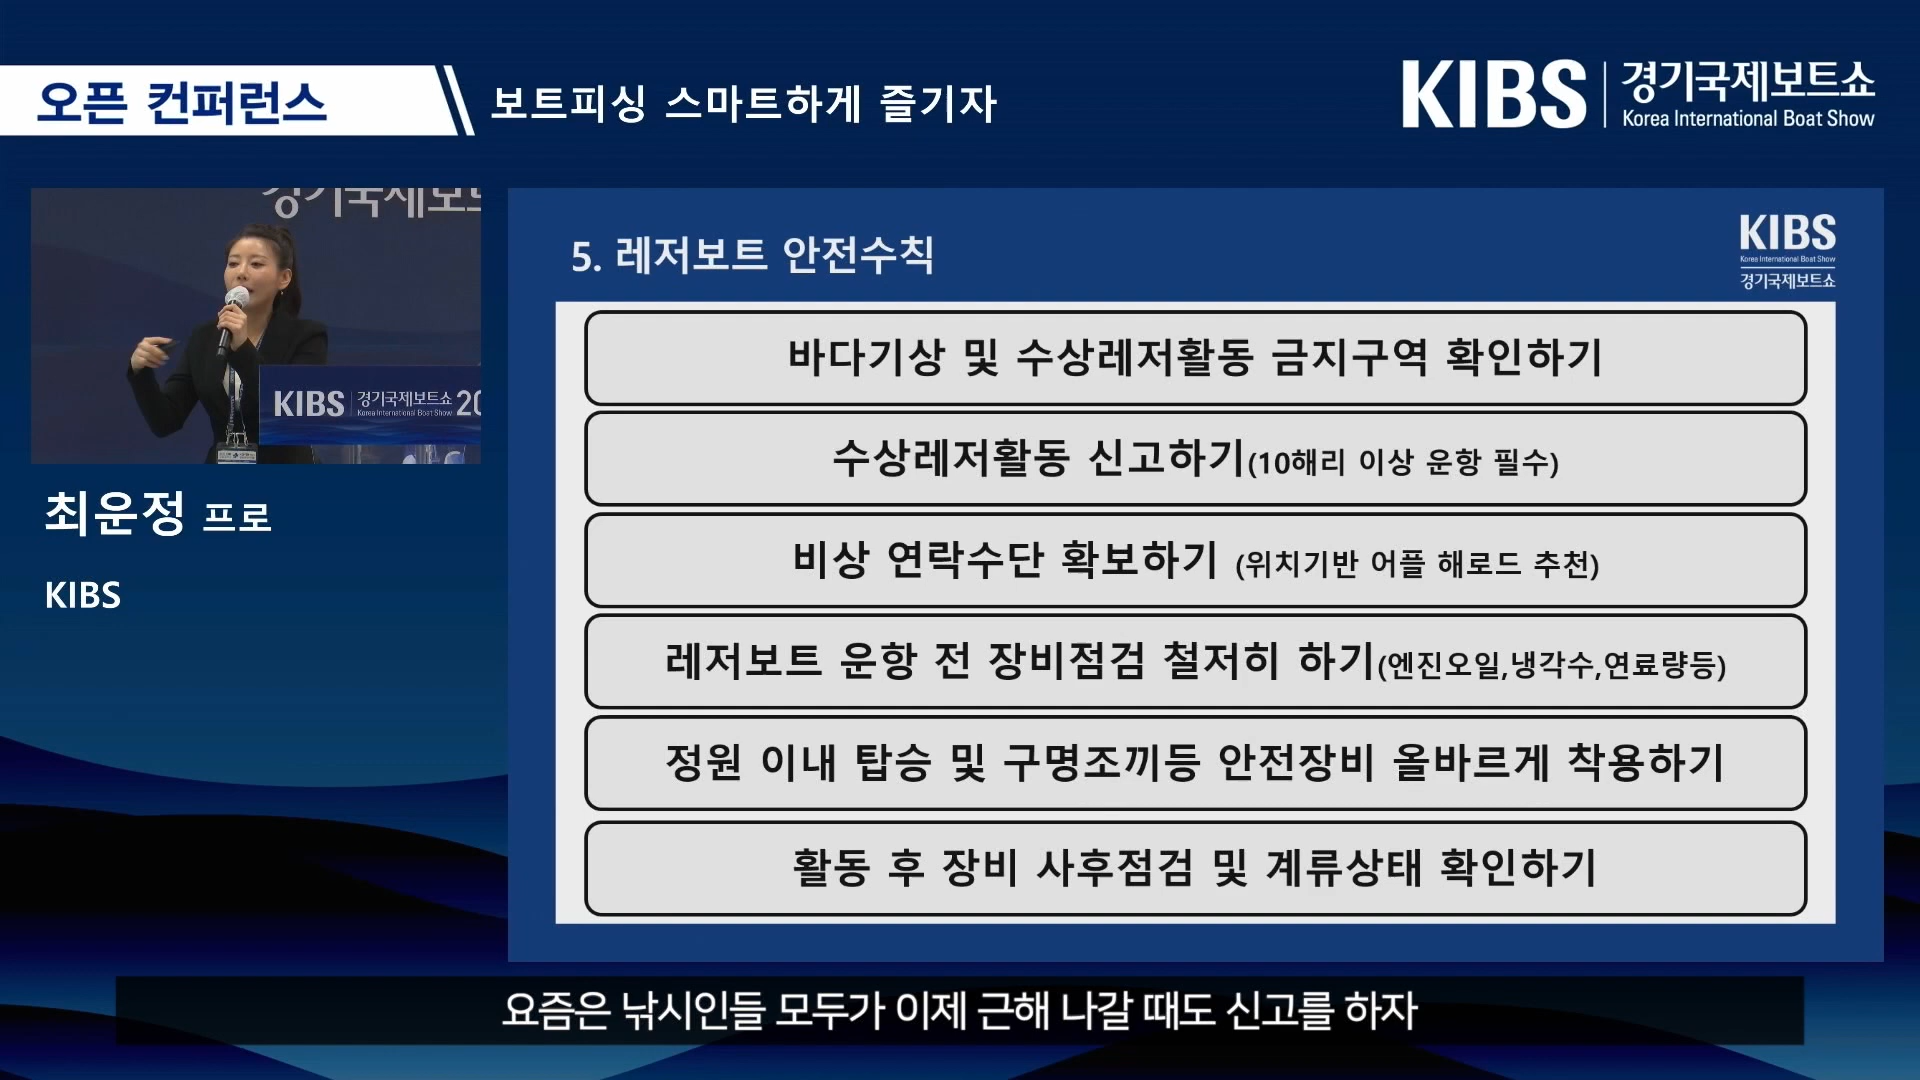 오픈 컨퍼런스
보트피싱 스마트하게 즐기자
KIBS
경기국제보트쇼
Korea International Boat Show
경기국제보트
KIBS
경기국제보트쇼
Korea International Boat Show
20
최운정 프로
KIBS
5. 레저보트 안전수칙
KIBS
Korea International Boat Show
경기국제보트쇼
바다기상 및 수상레저활동 금지구역 확인하기
수상레저활동 신고하기(10해리 이상 운항 필수)
비상 연락수단 확보하기 (위치기반 어플 해로드 추천)
레저보트 운항 전 장비점검 철저히 하기(엔진오일,냉각수,연료량등)
정원 이내 탑승 및 구명조끼등 안전장비 올바르게 착용하기
활동 후 장비 사후점검 및 계류상태 확인하기
요즘은 낚시인들 모두가 이제 근해 나갈 때도 신고를 하자